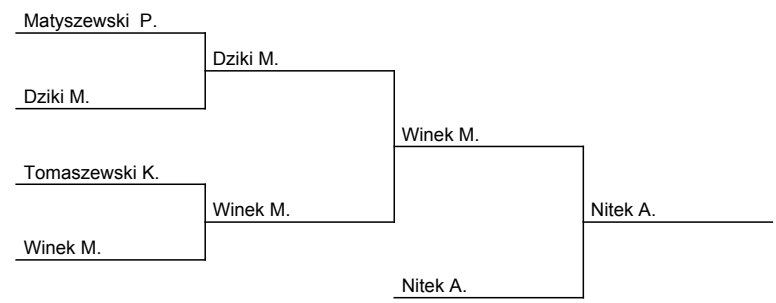 Matyszewski P.
Dziki M.
Dziki M.
Winek M.
Tomaszewski K.
Winek M.
Nitek A.
Winek M.
Nitek A.